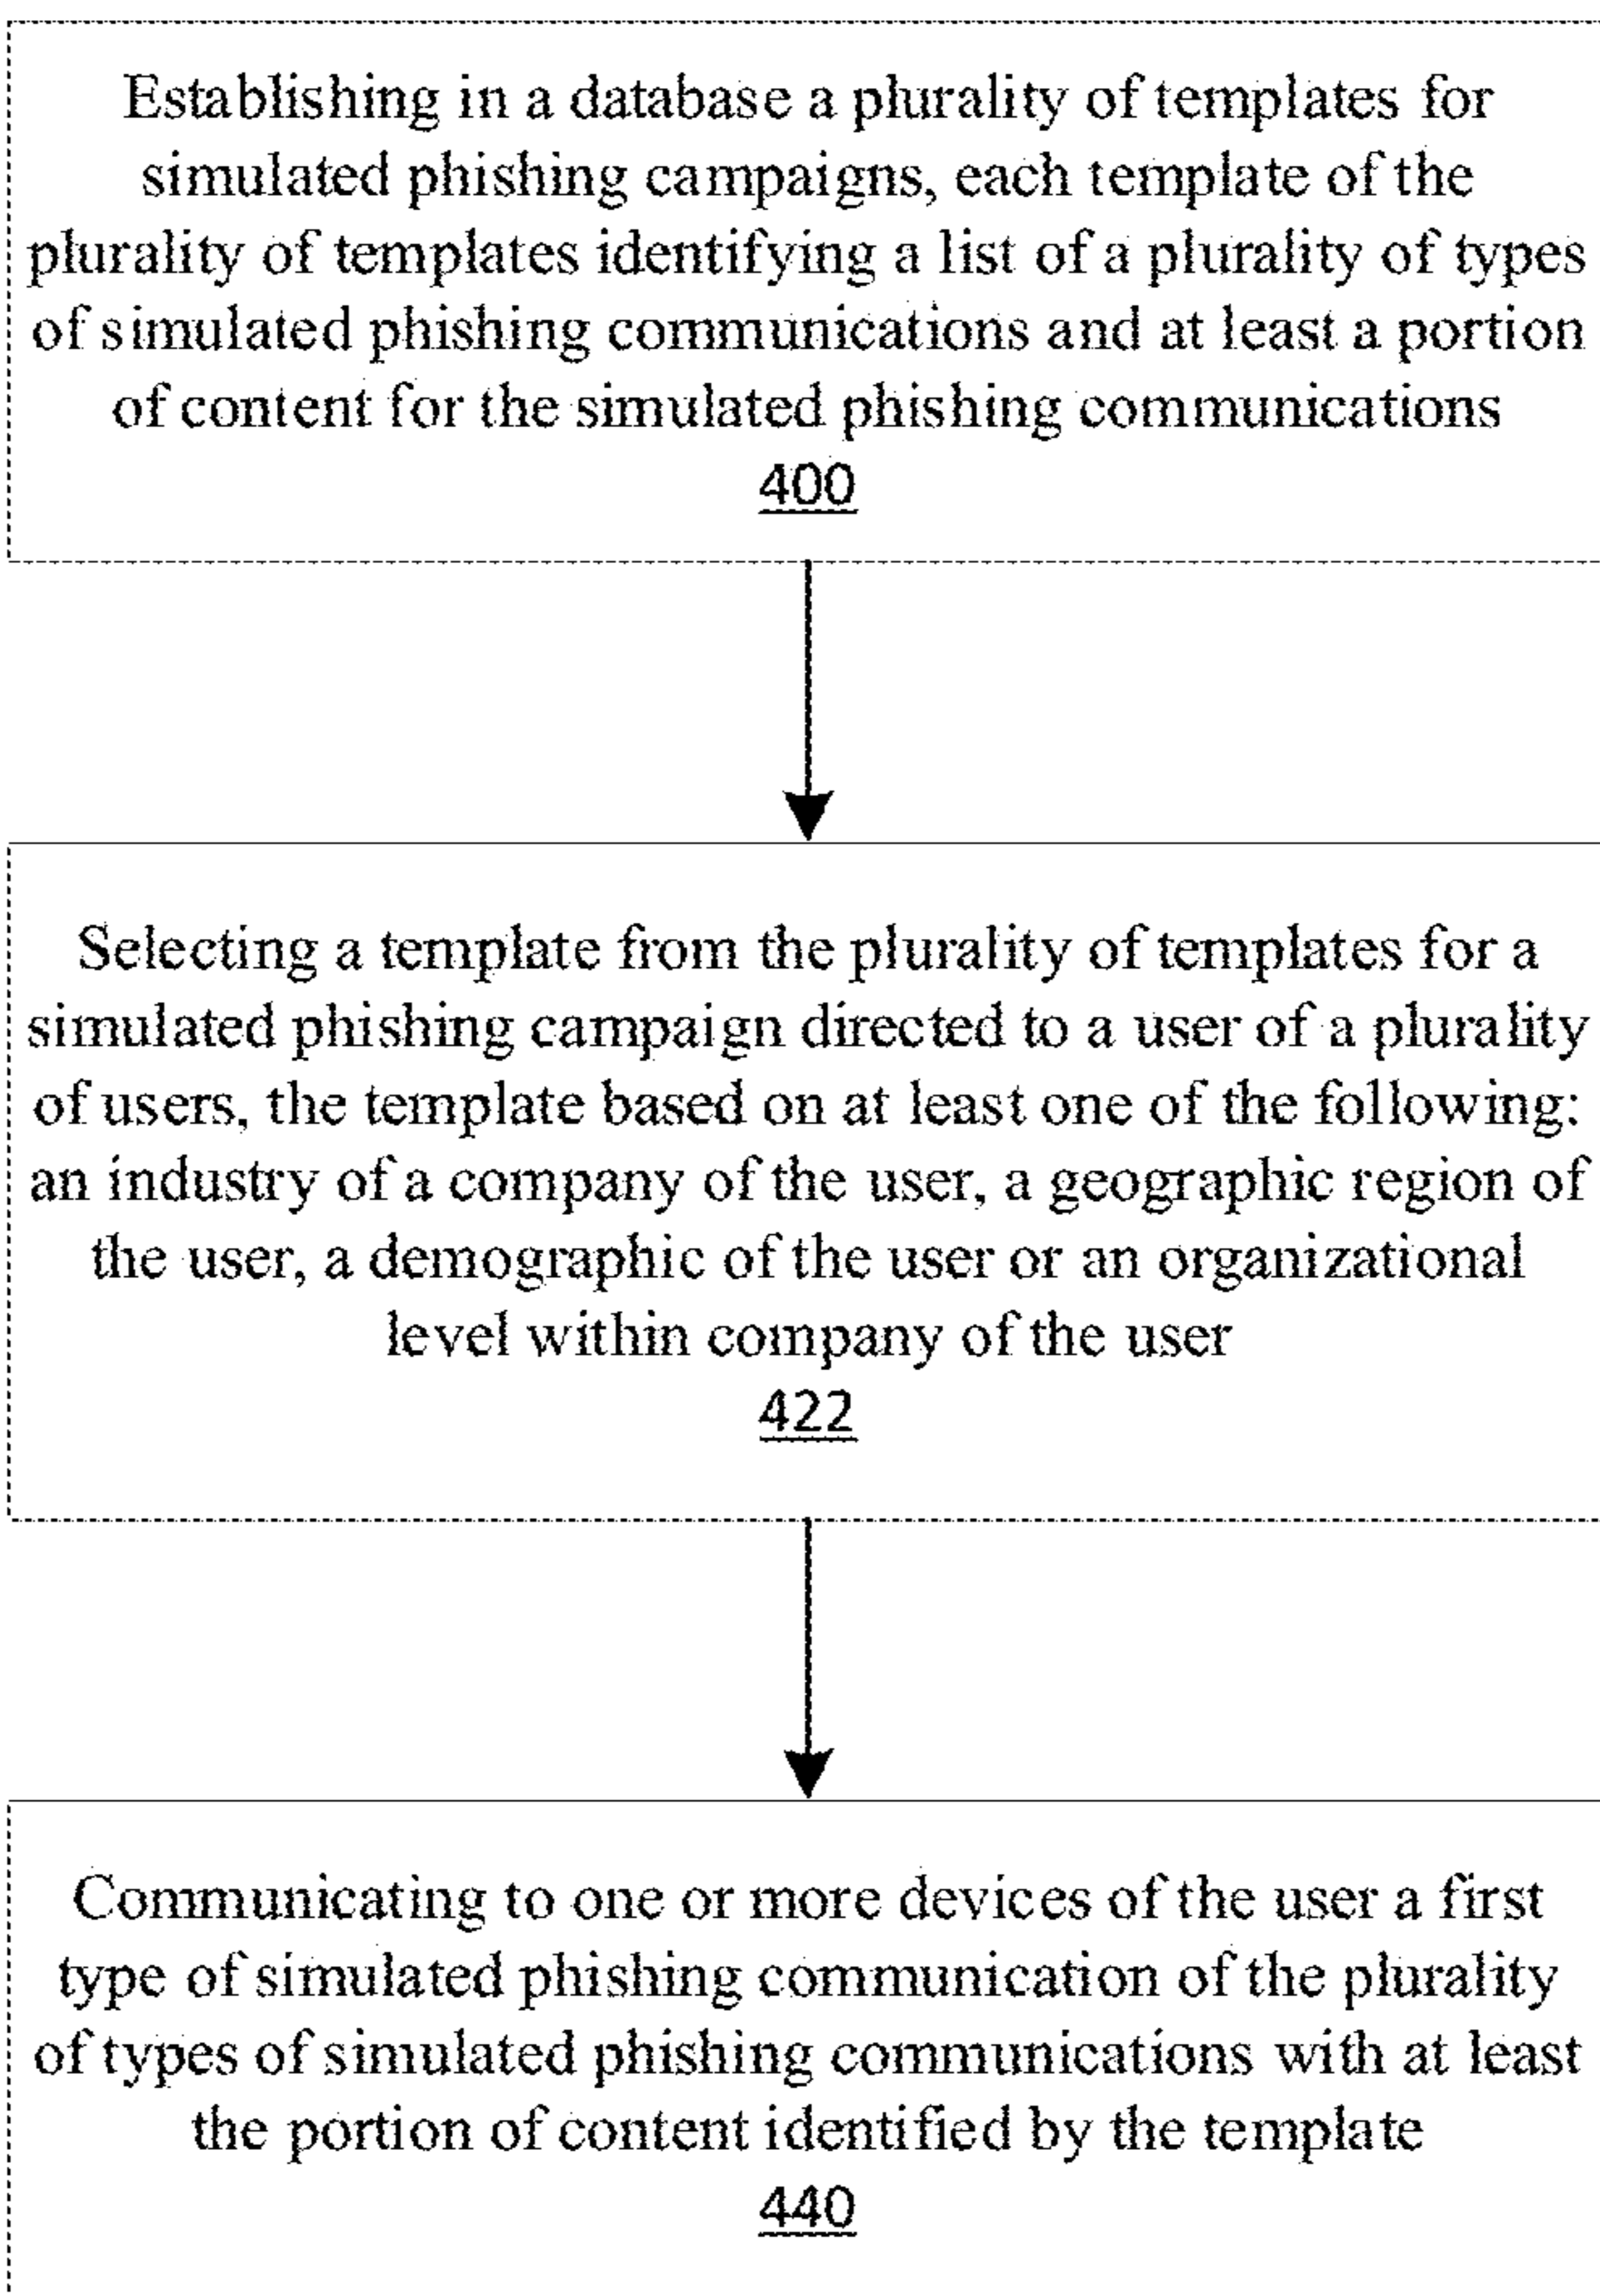 Establishing in a database a plurality of templates for
simulated phishing campaigns, each template of the
plurality of templates identifying a list of a plurality of types
of simulated phishing communications and at least a portion
of content for the simulated phishing communications
400
Selecting a template from the plurality of templates for a
simulated phishing campaign directed to a user of a plurality
of users, the template based on at least one of the following:
an industry of a company of the user, a geographic region of
the user, a demographic of the user or an organizational
level within company of the user
422
Communicating to one or more devices of the user a first
type of simulated phishing communication of the plurality
of types of simulated phishing communications with at least
the portion of content identified by the template
440